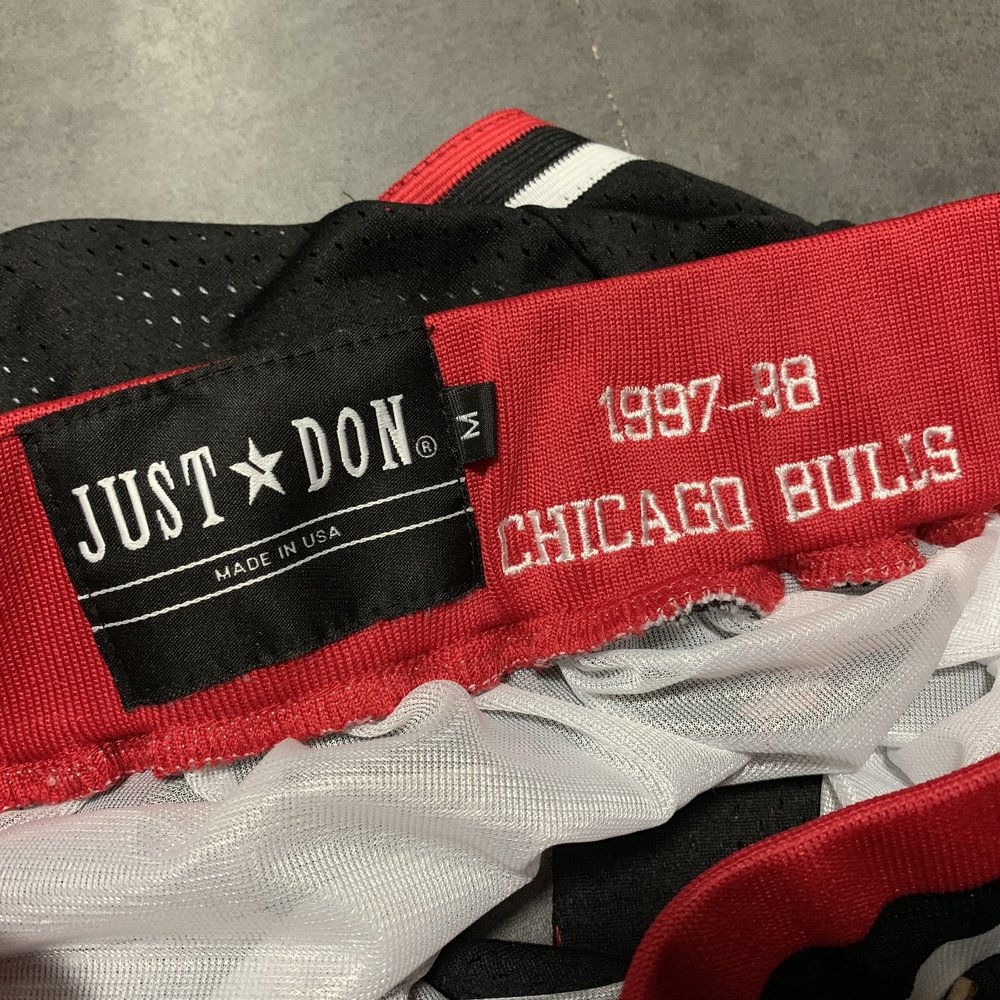 JUST★DON®
MADE IN USA
M
1997-98
CHICAGO BULLS